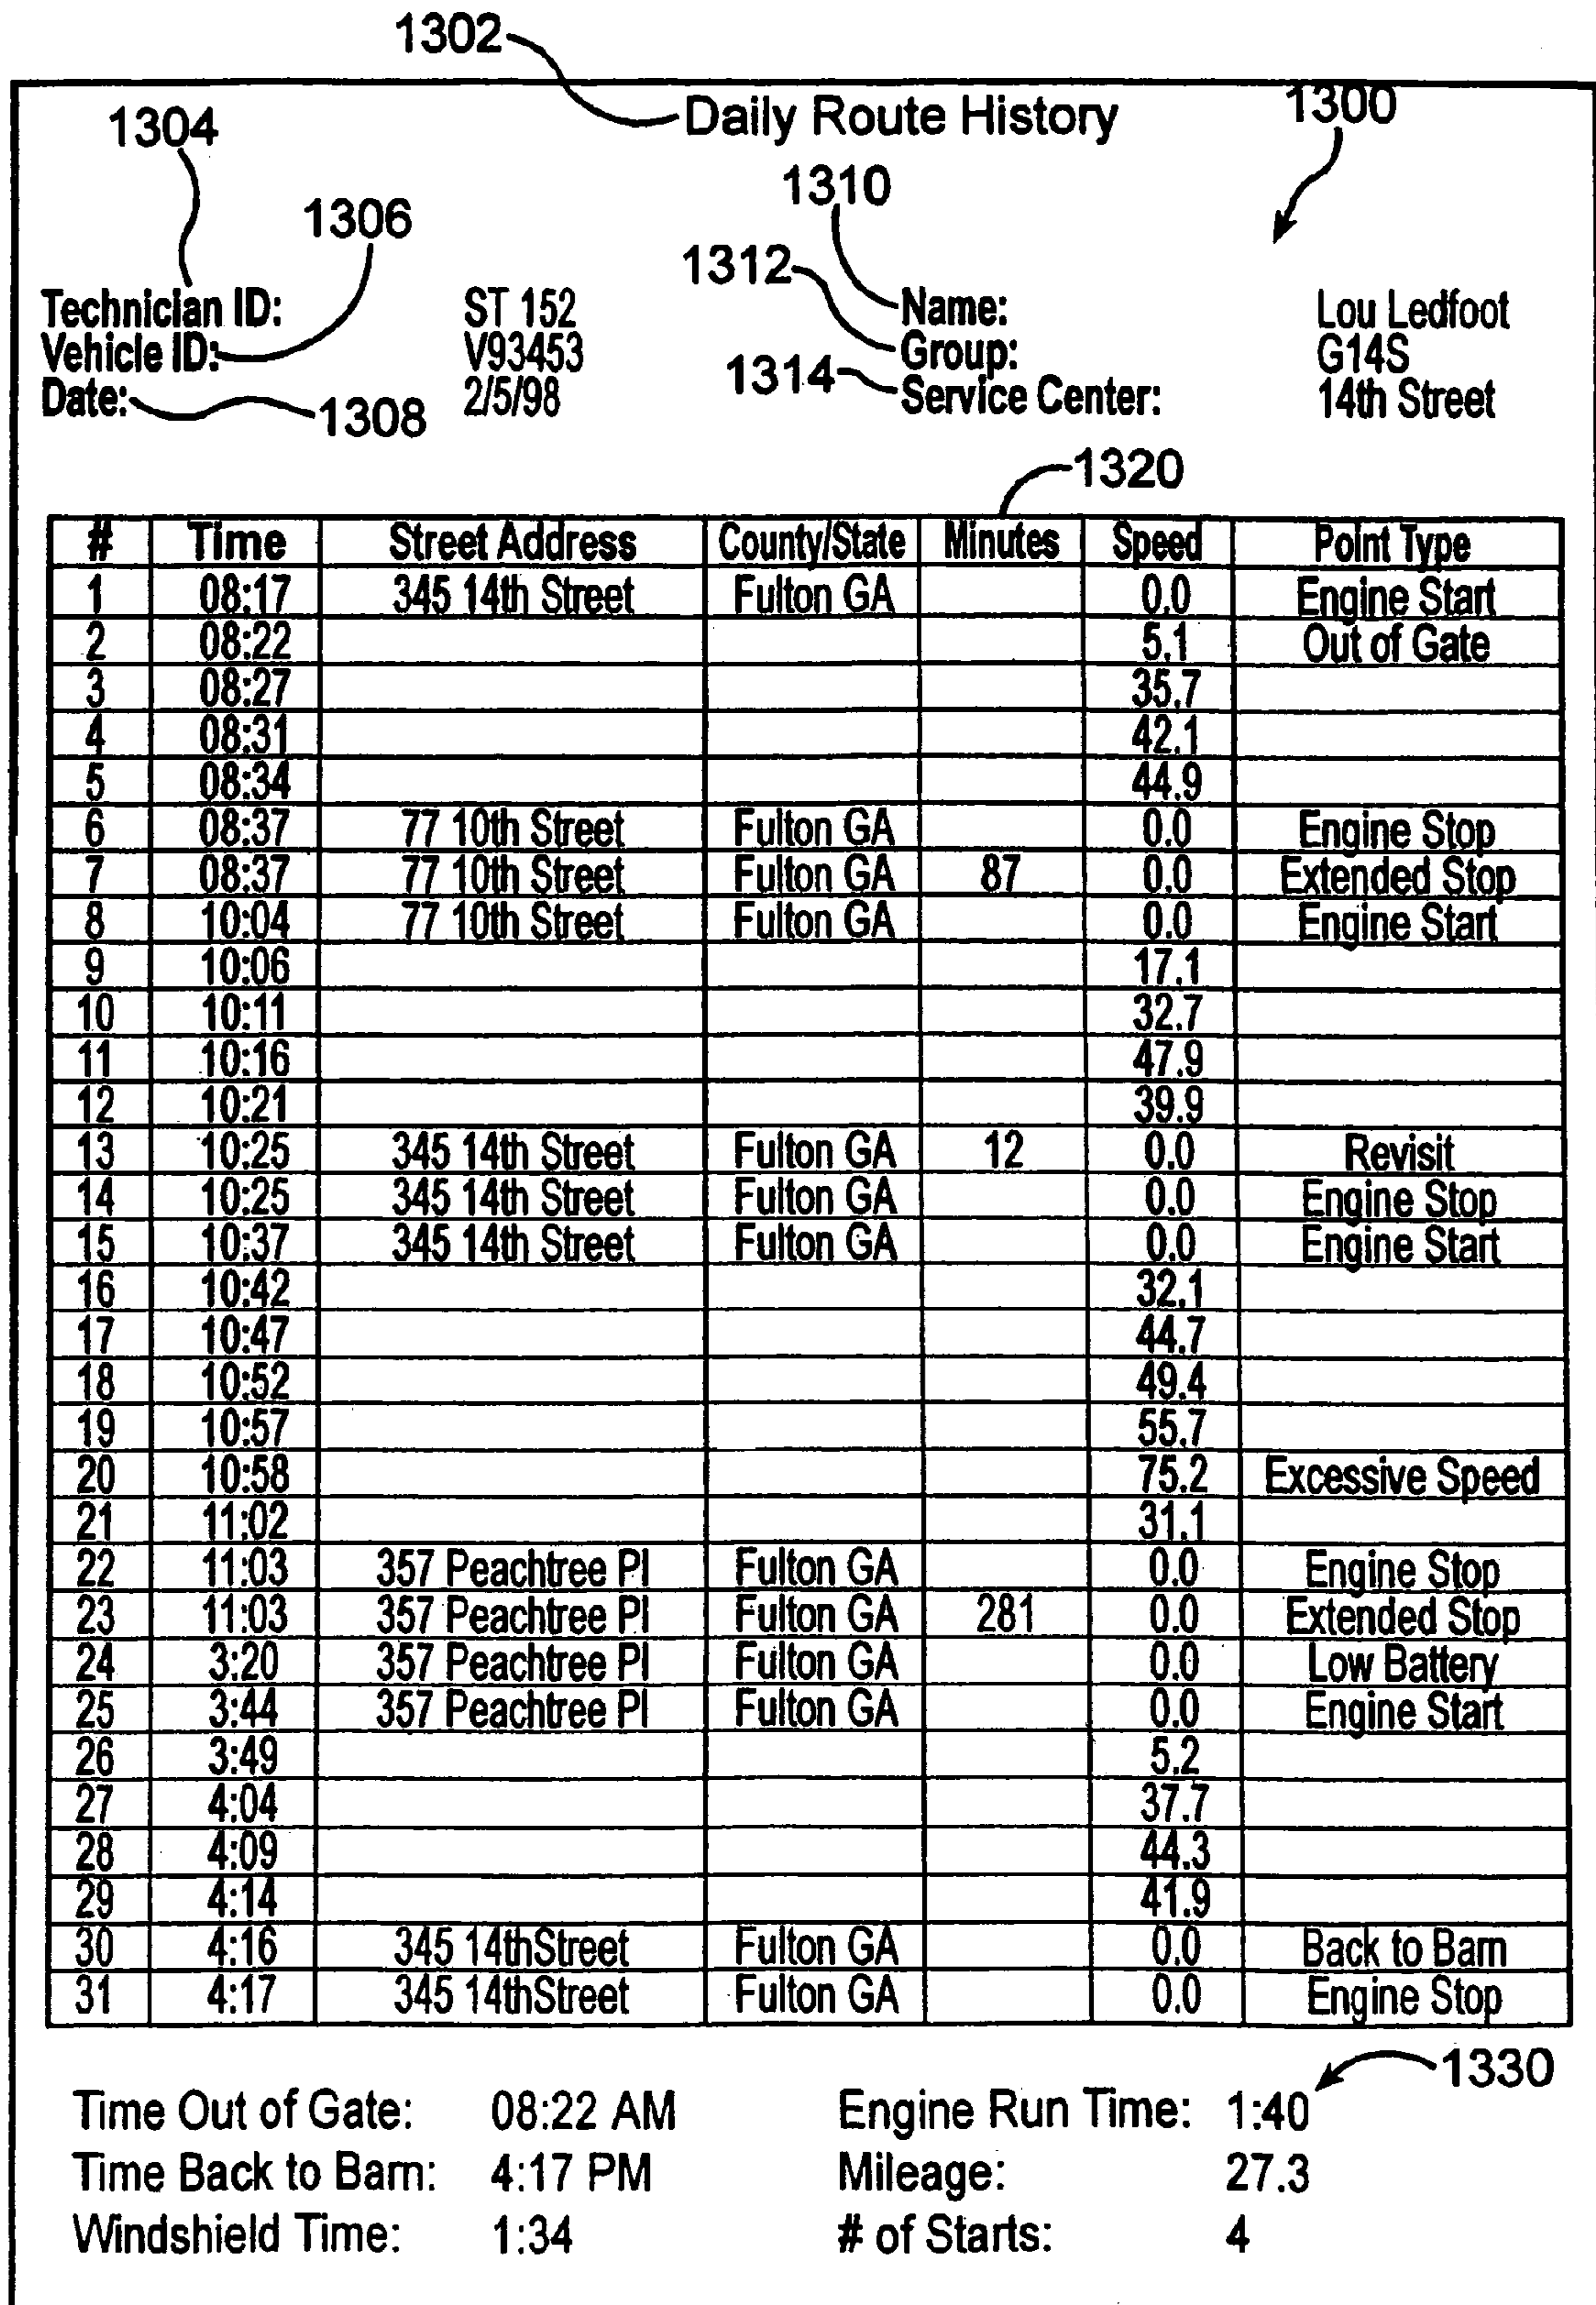 1302
Daily Route History
1300
1304
1310
1306
1312
Technician ID: ST 152 Name: Lou Ledfoot
Vehicle ID: V93453 Group: G14S
1314
Date: 2/5/98 Service Center: 14th Street
1308
1320
# Time Street Address County/State Minutes Speed Point Type
1 08:17 345 14th Street Fulton GA 0.0 Engine Start
2 08:22 5.1 Out of Gate
3 08:27 35.7
4 08:31 42.1
5 08:34 44.9
6 08:37 77 10th Street Fulton GA 0.0 Engine Stop
7 08:37 77 10th Street Fulton GA 87 0.0 Extended Stop
8 10:04 77 10th Street Fulton GA 0.0 Engine Start
9 10:06 17.1
10 10:11 32.7
11 10:16 47.9
12 10:21 39.9
13 10:25 345 14th Street Fulton GA 12 0.0 Revisit
14 10:25 345 14th Street Fulton GA 0.0 Engine Stop
15 10:37 345 14th Street Fulton GA 0.0 Engine Start
16 10:42 32.1
17 10:47 44.7
18 10:52 49.4
19 10:57 55.7
20 10:58 75.2 Excessive Speed
21 11:02 31.1
22 11:03 357 Peachtree Pl Fulton GA 0.0 Engine Stop
23 11:03 357 Peachtree Pl Fulton GA 281 0.0 Extended Stop
24 3:20 357 Peachtree Pl Fulton GA 0.0 Low Battery
25 3:44 357 Peachtree Pl Fulton GA 0.0 Engine Start
26 3:49 5.2
27 4:04 37.7
28 4:09 44.3
29 4:14 41.9
30 4:16 345 14thStreet Fulton GA 0.0 Back to Barn
31 4:17 345 14thStreet Fulton GA 0.0 Engine Stop
1330
Time Out of Gate: 08:22 AM Engine Run Time: 1:40
Time Back to Barn: 4:17 PM Mileage: 27.3
Windshield Time: 1:34 # of Starts: 4